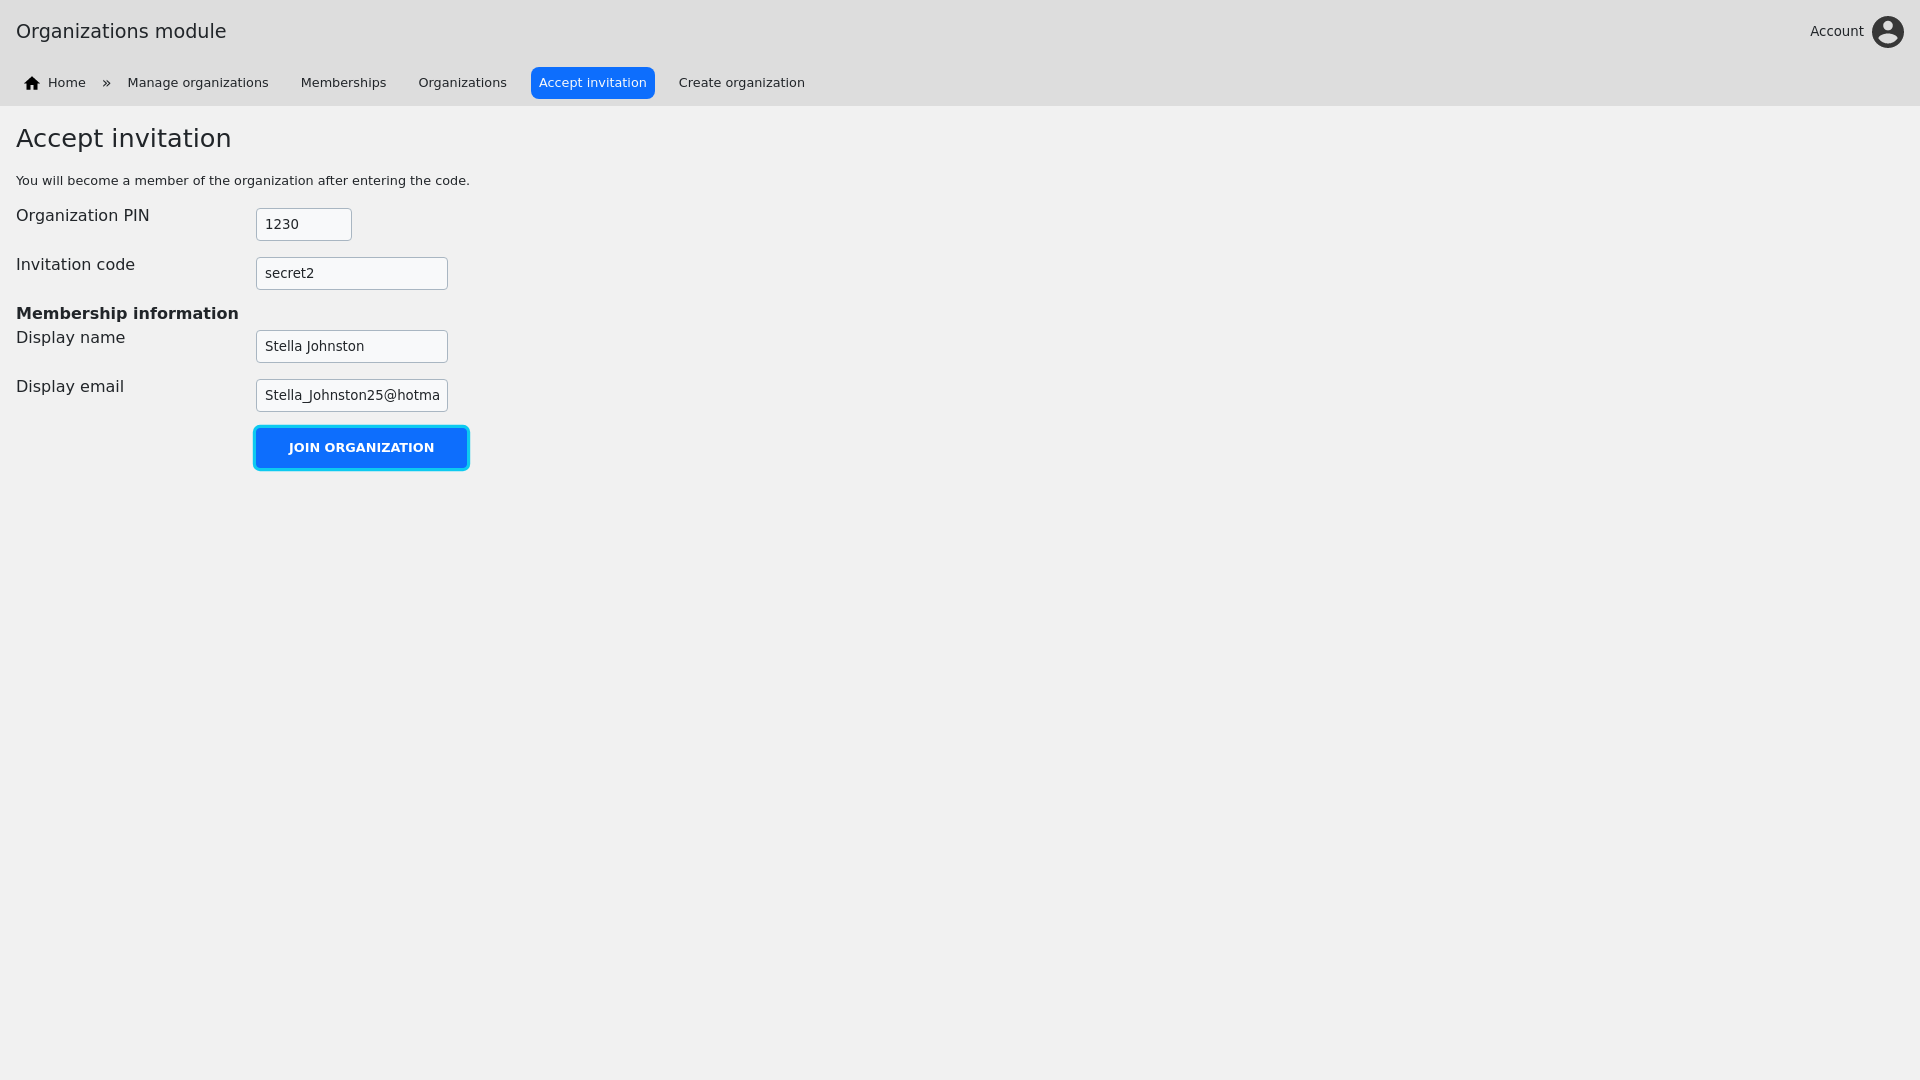 Organizations module
Account
Home » Manage organizations Memberships Organizations Accept invitation Create organization
Accept invitation
You will become a member of the organization after entering the code.
Organization PIN 1230
Invitation code secret2
Membership information
Display name Stella Johnston
Display email Stella_Johnston25@hotma
JOIN ORGANIZATION